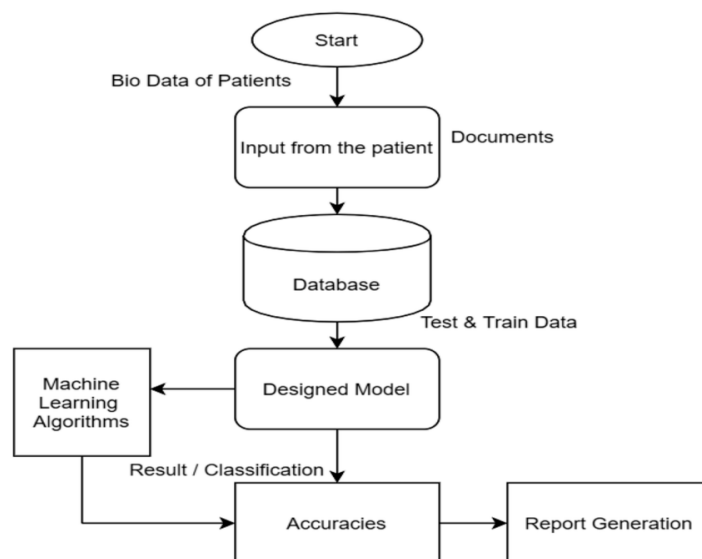 Start
Bio Data of Patients
Input from the patient
Documents
Database
Test & Train Data
Machine
Learning
Algorithms
Designed Model
Result / Classification
Accuracies
Report Generation